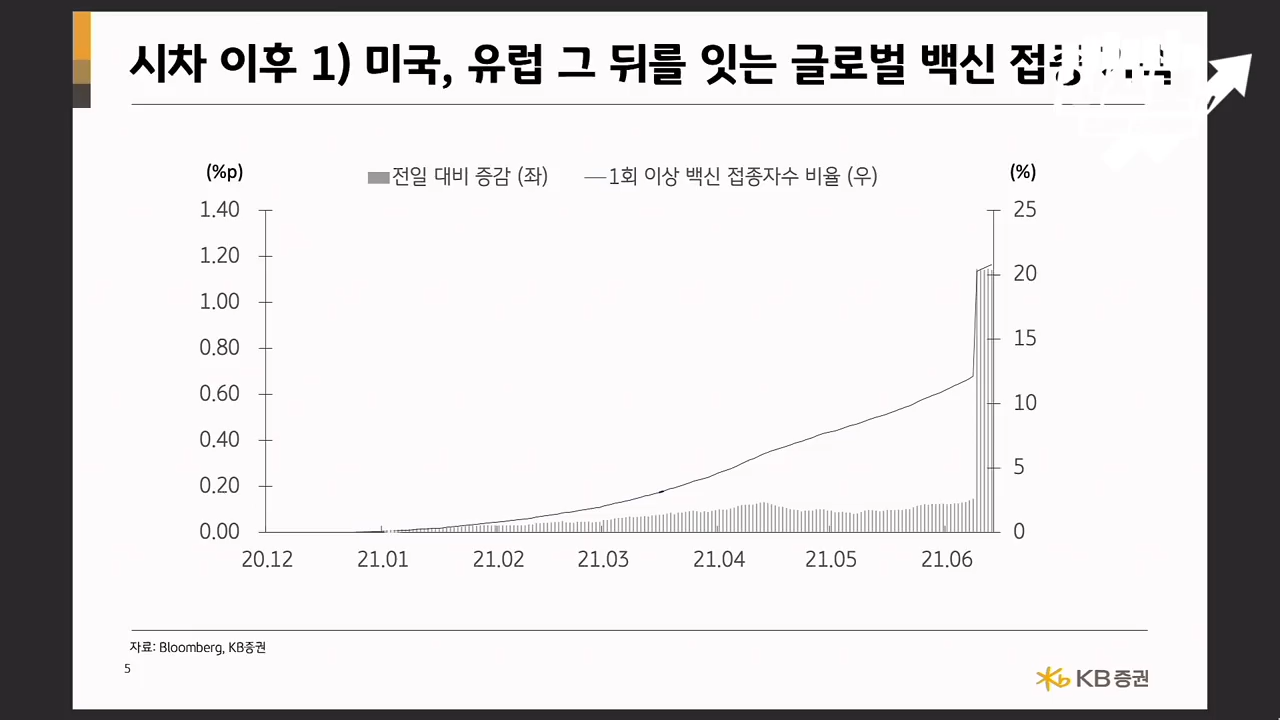 시차 이후 1) 미국, 유럽 그 뒤를 잇는 글로벌 백신 접종
(%p) 전일 대비 증감 (좌) 1회 이상 백신 접종자수 비율 (우) (%)
1.40 25
1.20
20
1.00
15
0.80
0.60
10
0.40
5
0.20
0.00 0
20.12 21.01 21.02 21.03 21.04 21.05 21.06
자료: Bloomberg, KB증권
5
KB증권